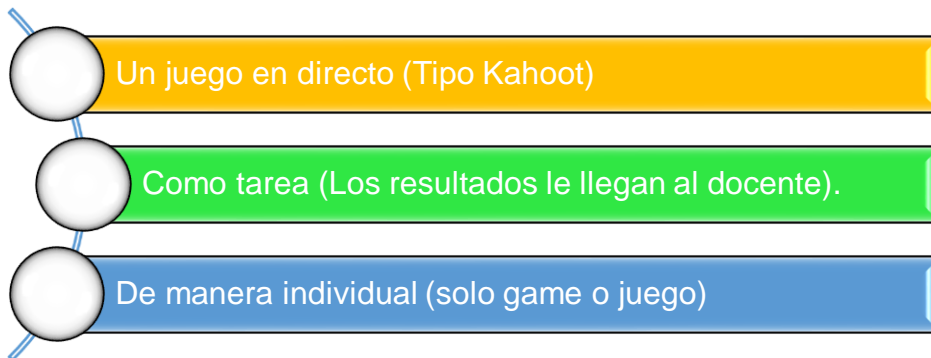 Un juego en directo (Tipo Kahoot)
Como tarea (Los resultados le llegan al docente).
De manera individual (solo game o juego)